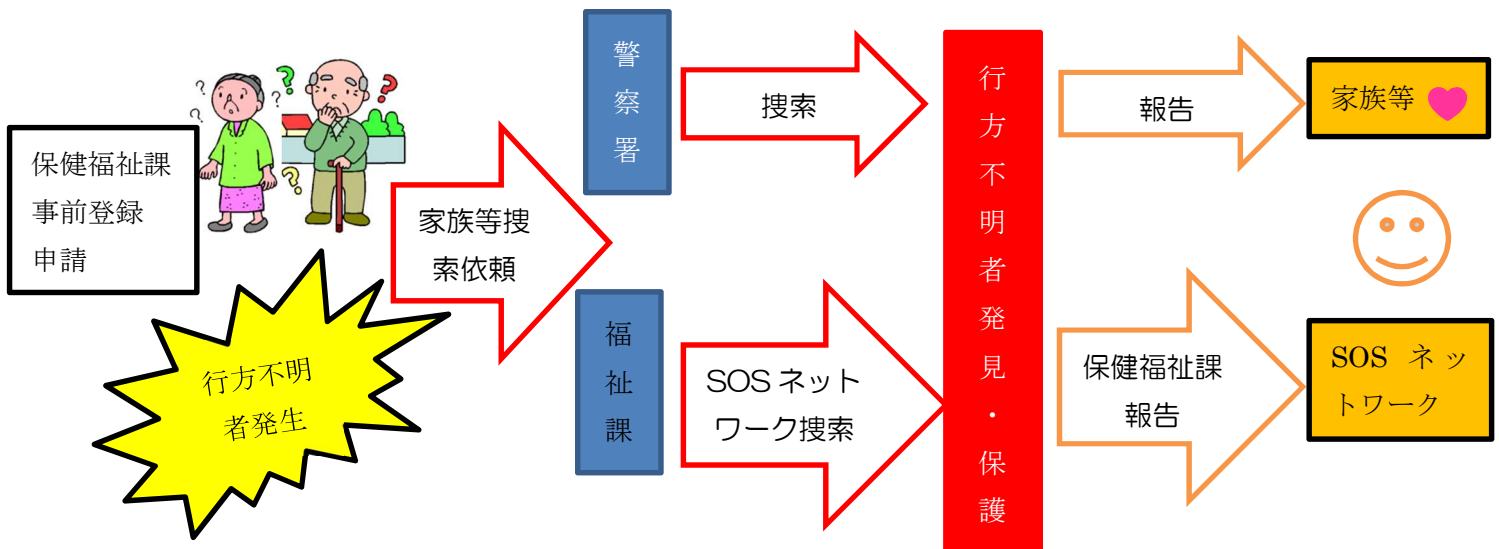 保健福祉課
事前登録
申請
行方不明
者発生
家族等捜
索依頼
警察署
福祉課
捜索
SOSネット
ワーク捜索
行方不明者発見・保護
報告
保健福祉課
報告
家族等
SOS ネッ
トワーク